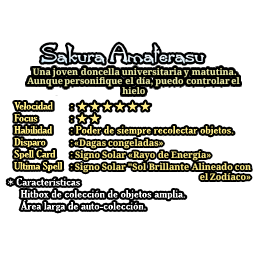 Sakura Amaterasu
Una joven doncella universitaria y matutina.
Aunque personifique el día, puedo controlar el
hielo
Velocidad : ★★★★★★
Focus : ★★
Habilidad : Poder de siempre recolectar objetos.
Disparo : «Dagas congeladas»
Spell Card : Signo Solar «Rayo de Energía»
Ultima Spell : Signo Solar "Sol Brillante Alineado con
el Zodíaco»
* Características
Hitbox de colección de objetos amplia.
Área larga de auto-colección.